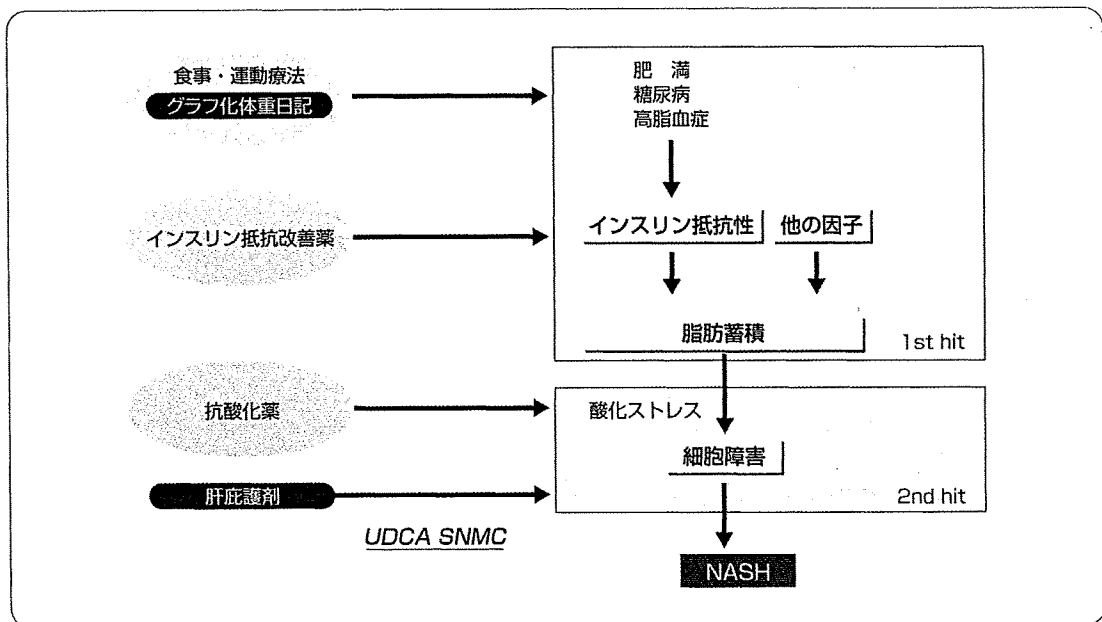 食事・運動療法
グラフ化体重日記
肥 満
糖尿病
高脂血症
インスリン抵抗改善薬
インスリン抵抗性
他の因子
脂肪蓄積
1st hit
抗酸化薬
酸化ストレス
細胞障害
肝庇護剤
2nd hit
UDCA SNMC
NASH